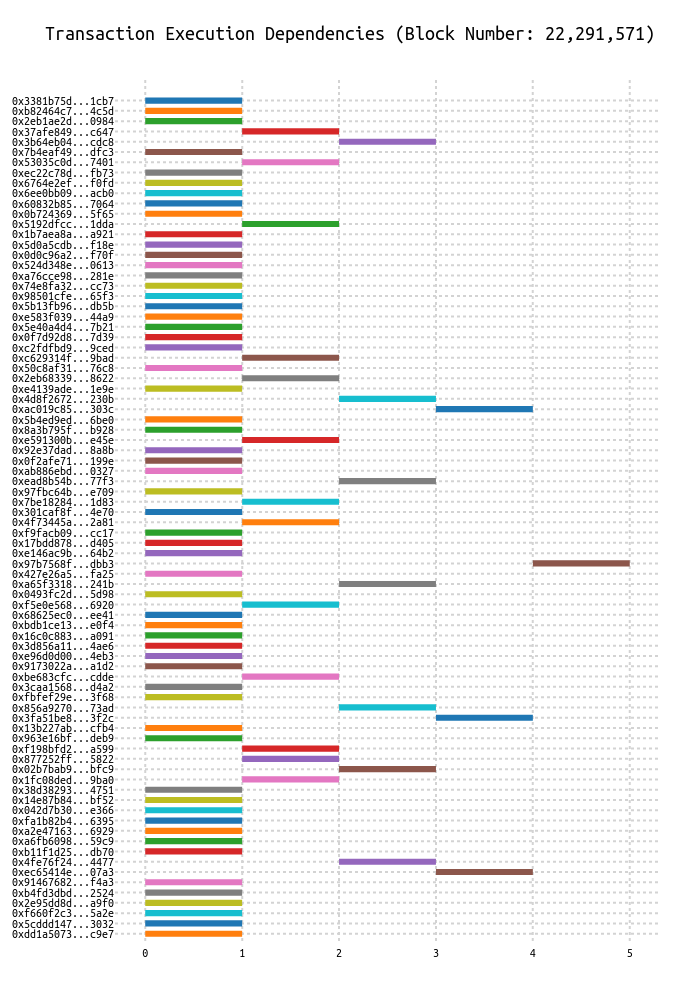 Transaction Execution Dependencies (Block Number: 22,291,571)
0x3381b75d...1cb7
0xb82464c7...4c5d
0x2eb1ae2d...0984
0x37afe849...c647
0x3b64eb04...cdc8
0x7b4eaf49...dfc3
0x53035c0d...7401
0xec22c78d...fb73
0x6764e2ef...f0fd
0x6ee0bb09...acb0
0x60832b85...7064
0x0b724369...5f65
0x5192dfcc...1dda
0x1b7aea8a...a921
0x5d0a5cdb...f18e
0x0d0c96a2...f70f
0x524d348e...0613
0xa76cce98...281e
0x74e8fa32...cc73
0x98501cfe...65f3
0x5b13fb96...db5b
0xe583f039...44a9
0x5e40a4d4...7b21
0x0f7d92d8...7d39
0xc2fdfbd9...9ced
0xc629314f...9bad
0x50c8af31...76c8
0x2eb68339...8622
0xe4139ade...1e9e
0x4d8f2672...230b
0xac019c85...303c
0x5b4ed9ed...6be0
0x8a3b795f...b928
0xe591300b...e45e
0x92e37dad...8a8b
0x0f2afe71...199e
0xab886ebd...0327
0xead8b54b...77f3
0x97fbc64b...e709
0x7be18284...1d83
0x301caf8f...4e70
0x4f73445a...2a81
0xf9facb09...cc17
0x17bdd878...d405
0xe146ac9b...64b2
0x97b7568f...dbb3
0x427e26a5...fa25
0xa65f3318...241b
0x0493fc2d...5d98
0xf5e0e568...6920
0x68625ec0...ee41
0xbdb1ce13...e0f4
0x16c0c883...a091
0x3d856a11...4ae6
0xe96d0d00...4eb3
0x9173022a...a1d2
0xbe683cfc...cdde
0x3caa1568...d4a2
0xfbfef29e...3f68
0x856a9270...73ad
0x3fa51be8...3f2c
0x13b227ab...cfb4
0x963e16bf...deb9
0xf198bfd2...a599
0x877252ff...5822
0x02b7bab9...bfc9
0x1fc08ded...9ba0
0x38d38293...4751
0x14e87b84...bf52
0x042d7b30...e366
0xfa1b82b4...6395
0xa2e47163...6929
0xa6fb6098...59c9
0xb11f1d25...db70
0x4fe76f24...4477
0xec65414e...07a3
0x91467682...f4a3
0xb4fd3dbd...2524
0x2e95dd8d...a9f0
0xf660f2c3...5a2e
0x5cddd147...3032
0xdd1a5073...c9e7
0 1 2 3 4 5